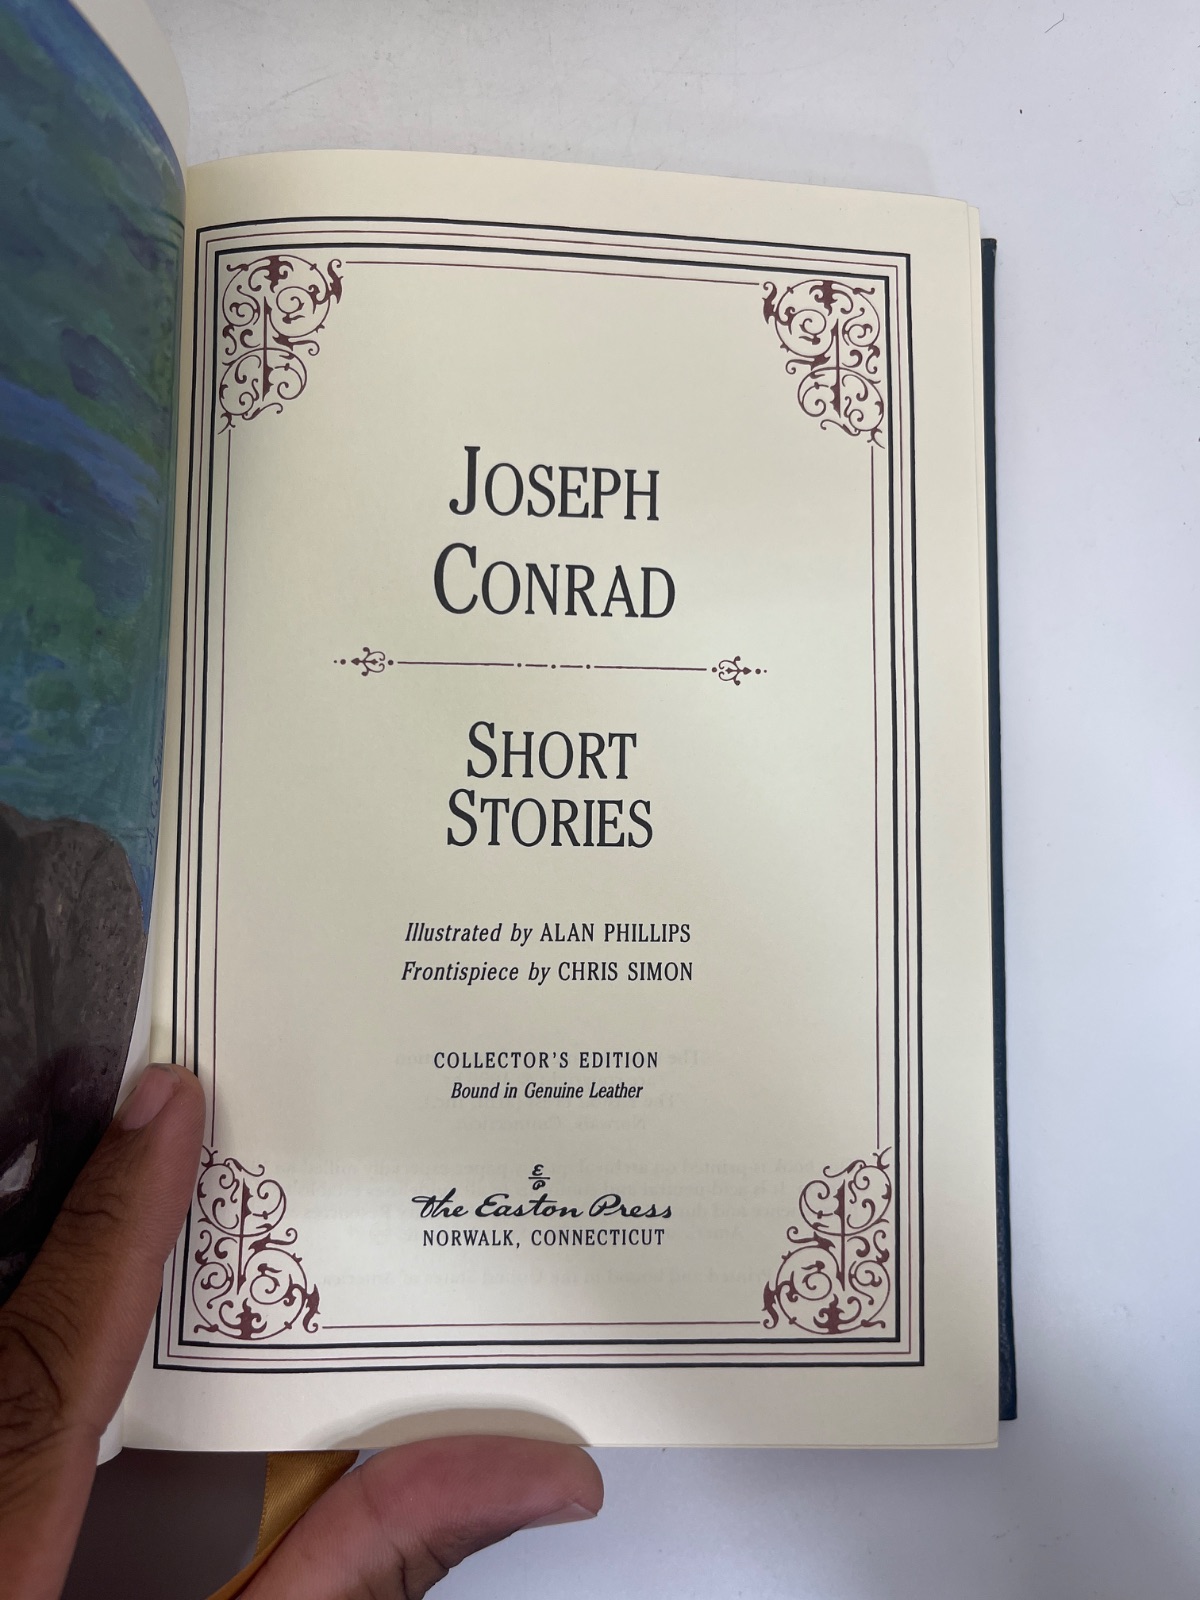 JOSEPH
CONRAD
SHORT
STORIES
Illustrated by ALAN PHILLIPS
Frontispiece by CHRIS SIMON
COLLECTOR'S EDITION
Bound in Genuine Leather
EP
The Easton Press
NORWALK, CONNECTICUT